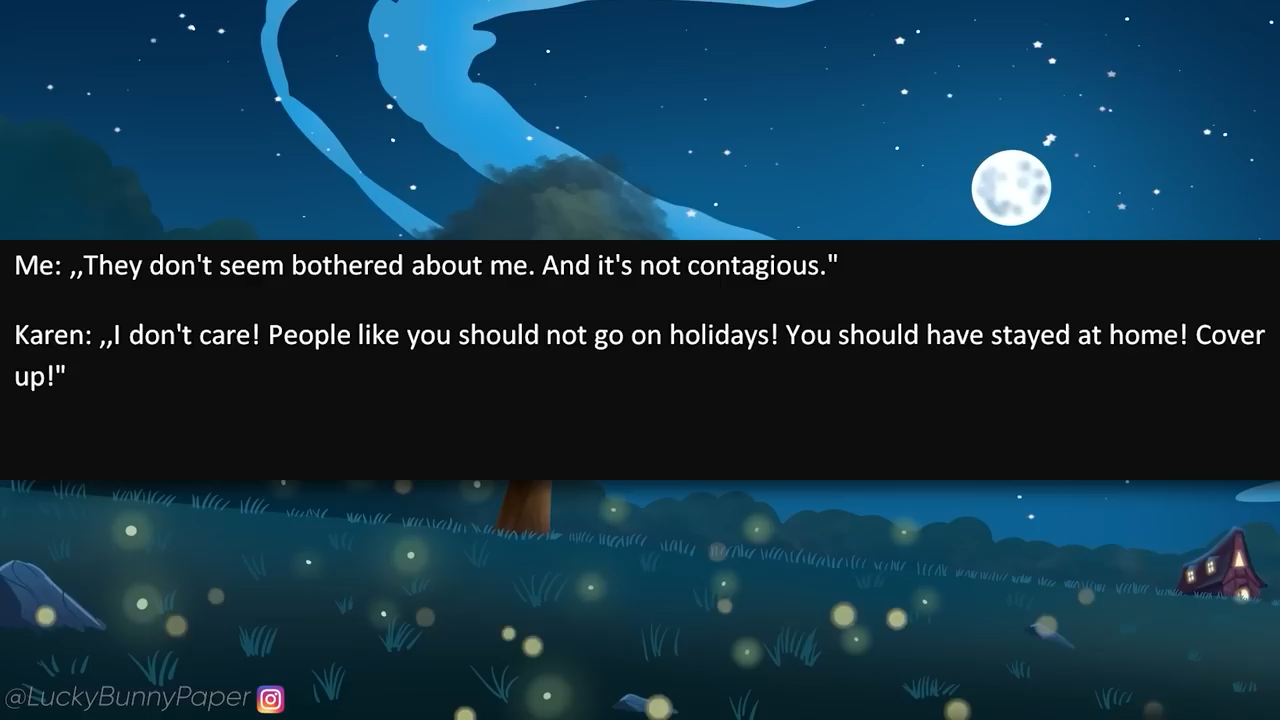 Me: ,,They don't seem bothered about me. And it's not contagious."
Karen: ,,I don't care! People like you should not go on holidays! You should have stayed at home! Cover
up!"
@LuckyBunnyPaper